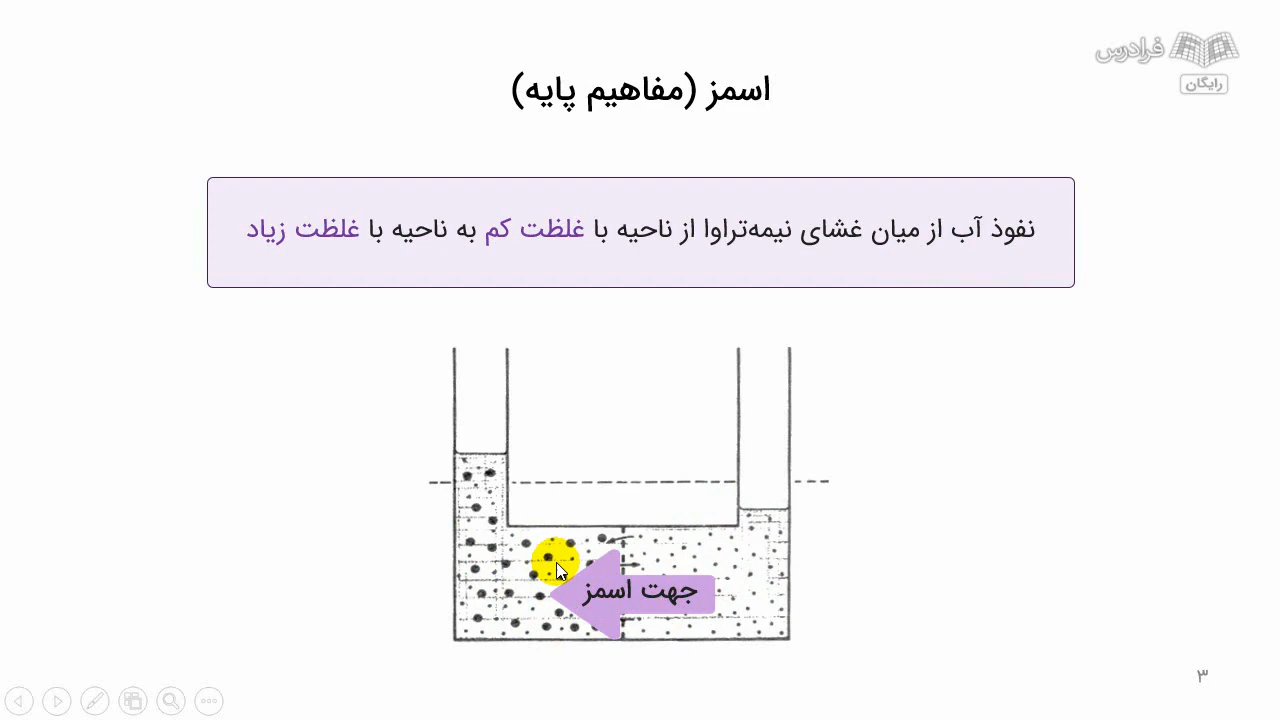 فرادرس
رایگان
اسمز (مفاهیم پایه)
نفوذ آب از میان غشای نیمه‌تراوا از ناحیه با غلظت کم به ناحیه با غلظت زیاد
جهت اسمز
۳